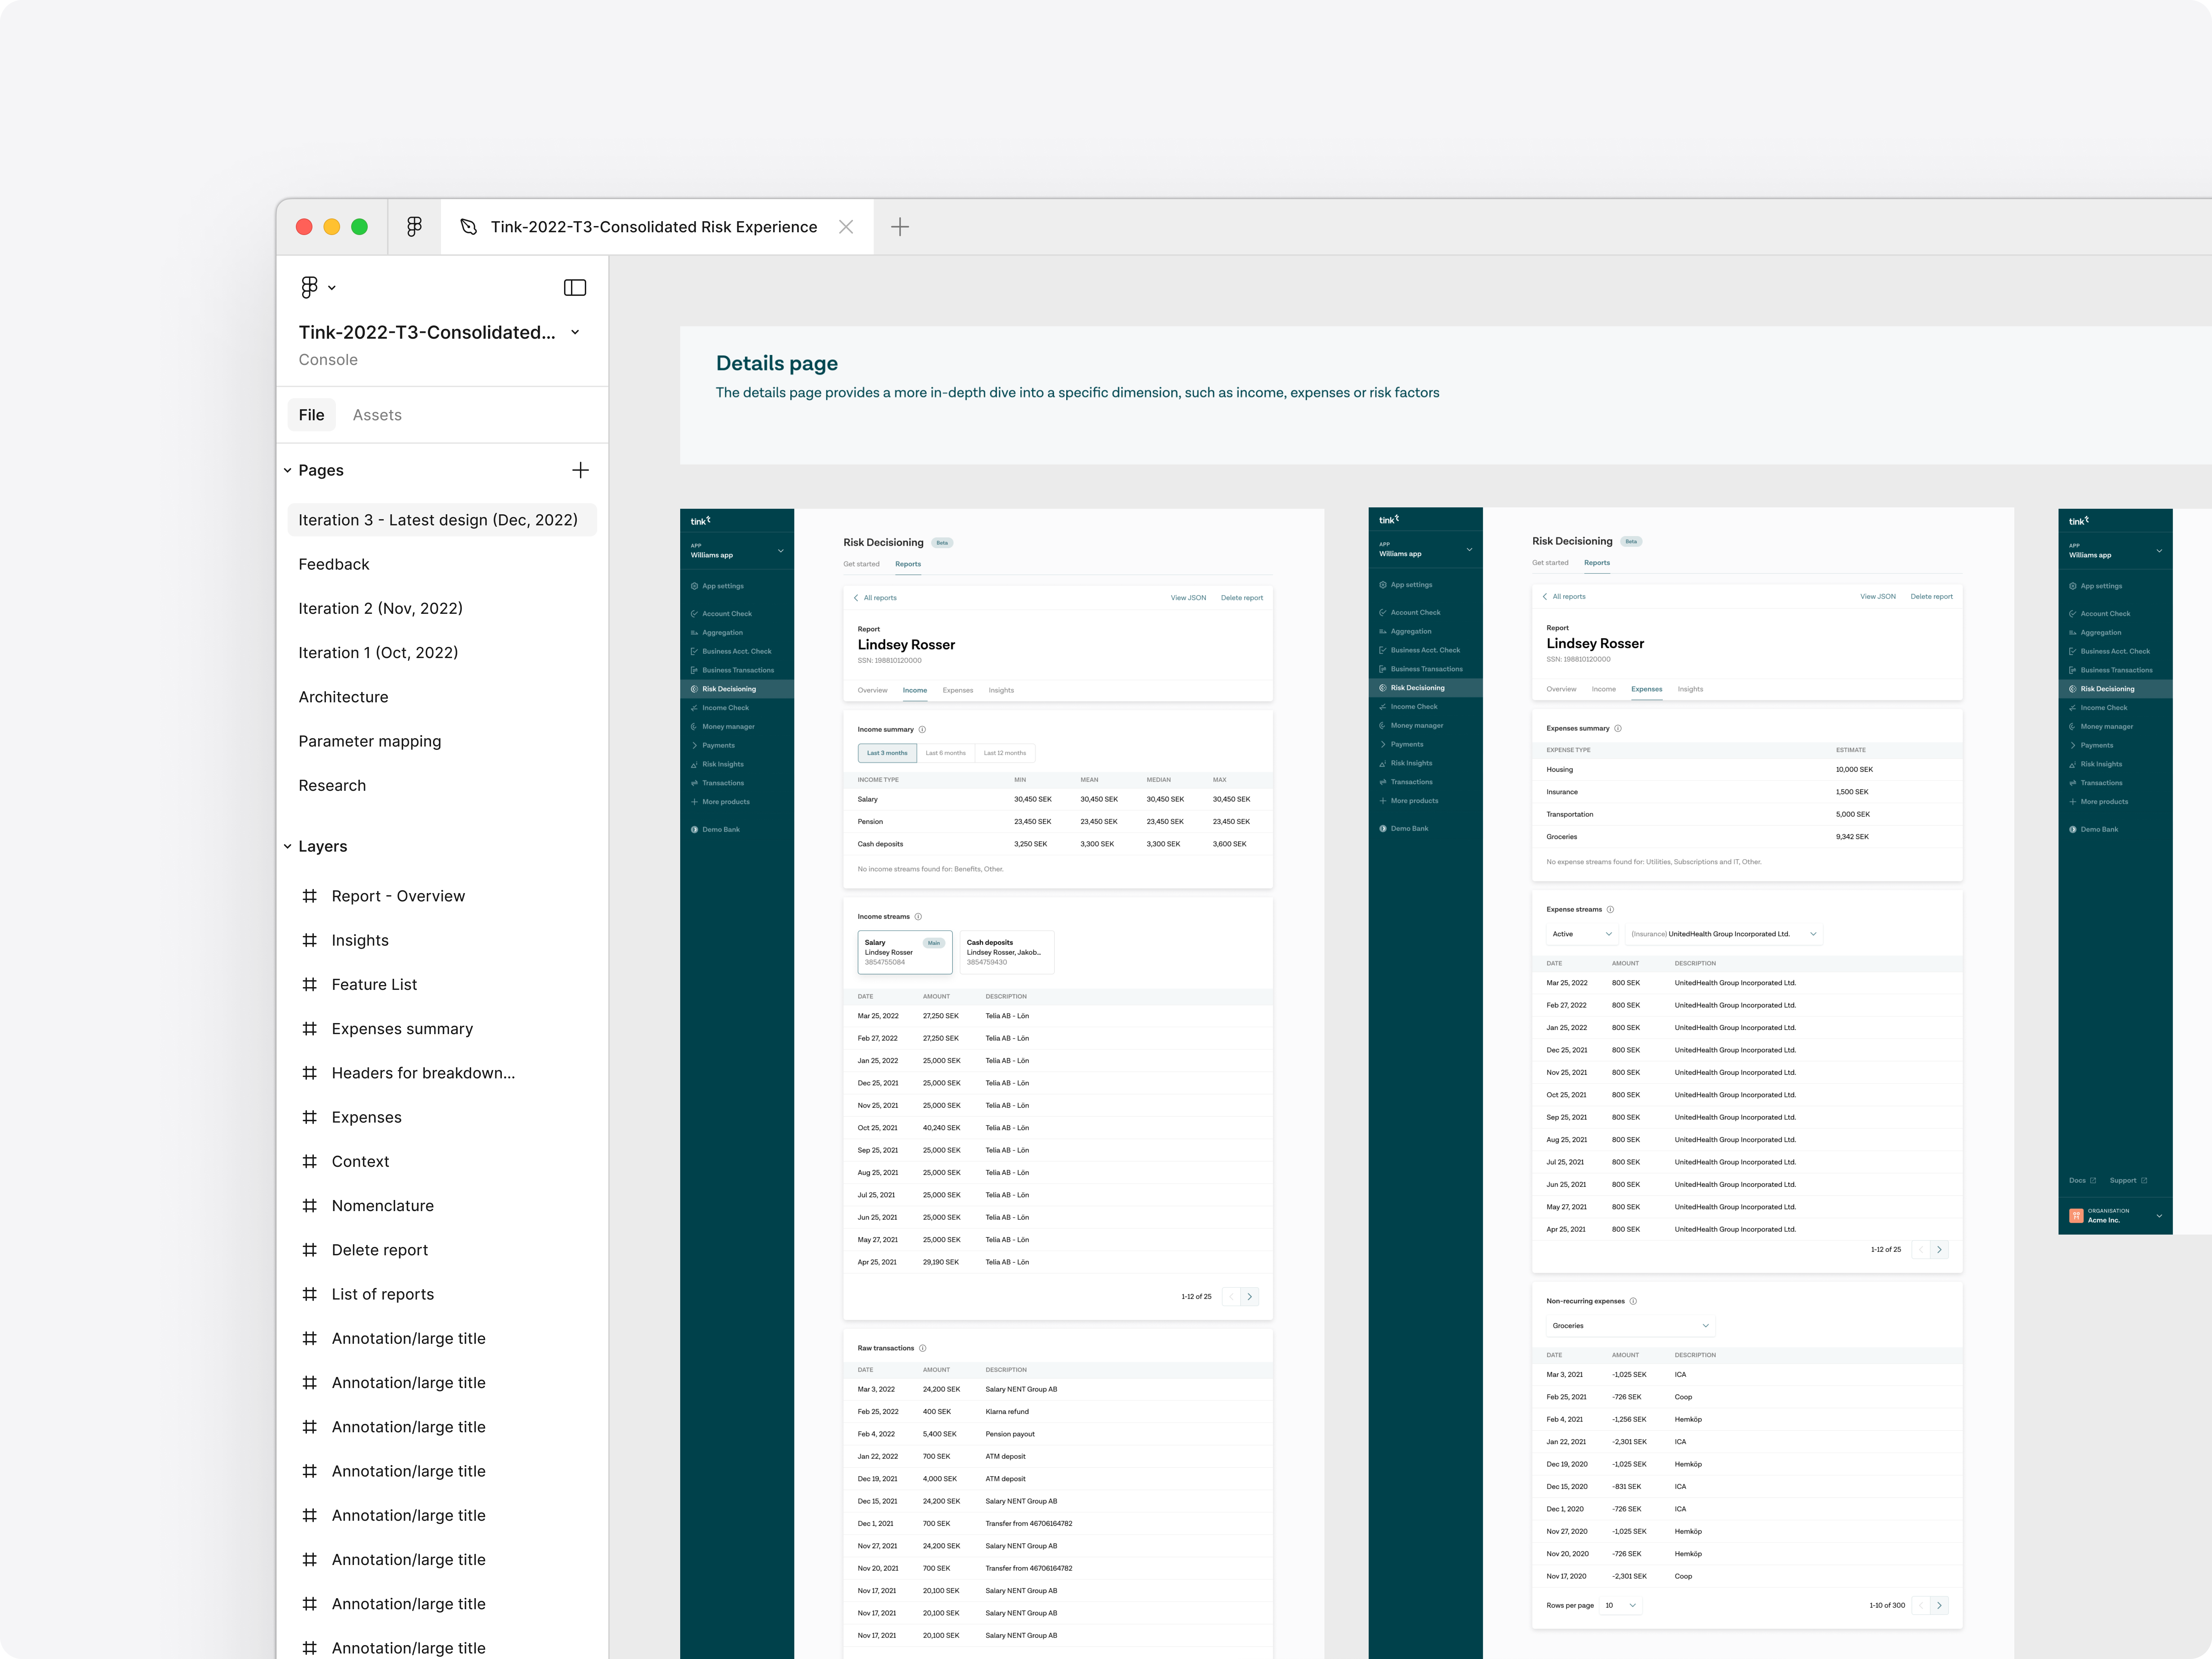 Tink-2022-T3-Consolidated Risk Experience
Tink-2022-T3-Consolidated...
Console
File Assets
Pages
Iteration 3 - Latest design (Dec, 2022)
Feedback
Iteration 2 (Nov, 2022)
Iteration 1 (Oct, 2022)
Architecture
Parameter mapping
Research
Layers
Report - Overview
Insights
Feature List
Expenses summary
Headers for breakdown...
Expenses
Context
Nomenclature
Delete report
List of reports
Annotation/large title
Annotation/large title
Annotation/large title
Annotation/large title
Annotation/large title
Annotation/large title
Annotation/large title
Annotation/large title
Details page
The details page provides a more in-depth dive into a specific dimension, such as income, expenses or risk factors
tink
APP
Williams app
App settings
Account Check
Aggregation
Business Acct. Check
Business Transactions
Risk Decisioning
Income Check
Money manager
Payments
Risk Insights
Transactions
More products
Demo Bank
Risk Decisioning Beta
Get started Reports
All reports View JSON Delete report
Report
Lindsey Rosser
SSN: 198810120000
Overview Income Expenses Insights
Income summary
Last 3 months Last 6 months Last 12 months
INCOME TYPE MIN MEAN MEDIAN MAX
Salary 30,450 SEK 30,450 SEK 30,450 SEK 30,450 SEK
Pension 23,450 SEK 23,450 SEK 23,450 SEK 23,450 SEK
Cash deposits 3,250 SEK 3,300 SEK 3,300 SEK 3,600 SEK
No income streams found for: Benefits, Other.
Income streams
Salary Main
Lindsey Rosser
3854755084
Cash deposits
Lindsey Rosser, Jakob...
3854759430
DATE AMOUNT DESCRIPTION
Mar 25, 2022 27,250 SEK Telia AB - Lön
Feb 27, 2022 27,250 SEK Telia AB - Lön
Jan 25, 2022 25,000 SEK Telia AB - Lön
Dec 25, 2021 25,000 SEK Telia AB - Lön
Nov 25, 2021 25,000 SEK Telia AB - Lön
Oct 25, 2021 40,240 SEK Telia AB - Lön
Sep 25, 2021 25,000 SEK Telia AB - Lön
Aug 25, 2021 25,000 SEK Telia AB - Lön
Jul 25, 2021 25,000 SEK Telia AB - Lön
Jun 25, 2021 25,000 SEK Telia AB - Lön
May 27, 2021 25,000 SEK Telia AB - Lön
Apr 25, 2021 29,190 SEK Telia AB - Lön
1-12 of 25
Raw transactions
DATE AMOUNT DESCRIPTION
Mar 3, 2022 24,200 SEK Salary NENT Group AB
Feb 25, 2022 400 SEK Klarna refund
Feb 4, 2022 5,400 SEK Pension payout
Jan 22, 2022 700 SEK ATM deposit
Dec 19, 2021 4,000 SEK ATM deposit
Dec 15, 2021 24,200 SEK Salary NENT Group AB
Dec 1, 2021 700 SEK Transfer from 46706164782
Nov 27, 2021 24,200 SEK Salary NENT Group AB
Nov 20, 2021 700 SEK Transfer from 46706164782
Nov 17, 2021 20,100 SEK Salary NENT Group AB
Nov 17, 2021 20,100 SEK Salary NENT Group AB
Nov 17, 2021 20,100 SEK Salary NENT Group AB
tink
APP
Williams app
App settings
Account Check
Aggregation
Business Acct. Check
Business Transactions
Risk Decisioning
Income Check
Money manager
Payments
Risk Insights
Transactions
More products
Demo Bank
Risk Decisioning Beta
Get started Reports
All reports View JSON Delete report
Report
Lindsey Rosser
SSN: 198810120000
Overview Income Expenses Insights
Expenses summary
EXPENSE TYPE ESTIMATE
Housing 10,000 SEK
Insurance 1,500 SEK
Transportation 5,000 SEK
Groceries 9,342 SEK
No expense streams found for: Utilities, Subscriptions and IT, Other.
Expense streams
Active (Insurance) UnitedHealth Group Incorporated Ltd.
DATE AMOUNT DESCRIPTION
Mar 25, 2022 800 SEK UnitedHealth Group Incorporated Ltd.
Feb 27, 2022 800 SEK UnitedHealth Group Incorporated Ltd.
Jan 25, 2022 800 SEK UnitedHealth Group Incorporated Ltd.
Dec 25, 2021 800 SEK UnitedHealth Group Incorporated Ltd.
Nov 25, 2021 800 SEK UnitedHealth Group Incorporated Ltd.
Oct 25, 2021 800 SEK UnitedHealth Group Incorporated Ltd.
Sep 25, 2021 800 SEK UnitedHealth Group Incorporated Ltd.
Aug 25, 2021 800 SEK UnitedHealth Group Incorporated Ltd.
Jul 25, 2021 800 SEK UnitedHealth Group Incorporated Ltd.
Jun 25, 2021 800 SEK UnitedHealth Group Incorporated Ltd.
May 27, 2021 800 SEK UnitedHealth Group Incorporated Ltd.
Apr 25, 2021 800 SEK UnitedHealth Group Incorporated Ltd.
1-12 of 25
Non-recurring expenses
Groceries
DATE AMOUNT DESCRIPTION
Mar 3, 2021 -1,025 SEK ICA
Feb 25, 2021 -726 SEK Coop
Feb 4, 2021 -1,256 SEK Hemköp
Jan 22, 2021 -2,301 SEK ICA
Dec 19, 2020 -1,025 SEK Hemköp
Dec 15, 2020 -831 SEK ICA
Dec 1, 2020 -726 SEK ICA
Nov 27, 2020 -1,025 SEK Hemköp
Nov 20, 2020 -726 SEK Hemköp
Nov 17, 2020 -2,301 SEK Coop
Rows per page 10 1-10 of 300
tink
APP
Williams app
App settings
Account Check
Aggregation
Business Acct. Check
Business Transactions
Risk Decisioning
Income Check
Money manager
Payments
Risk Insights
Transactions
More products
Demo Bank
Docs Support
ORGANISATION
Acme Inc.